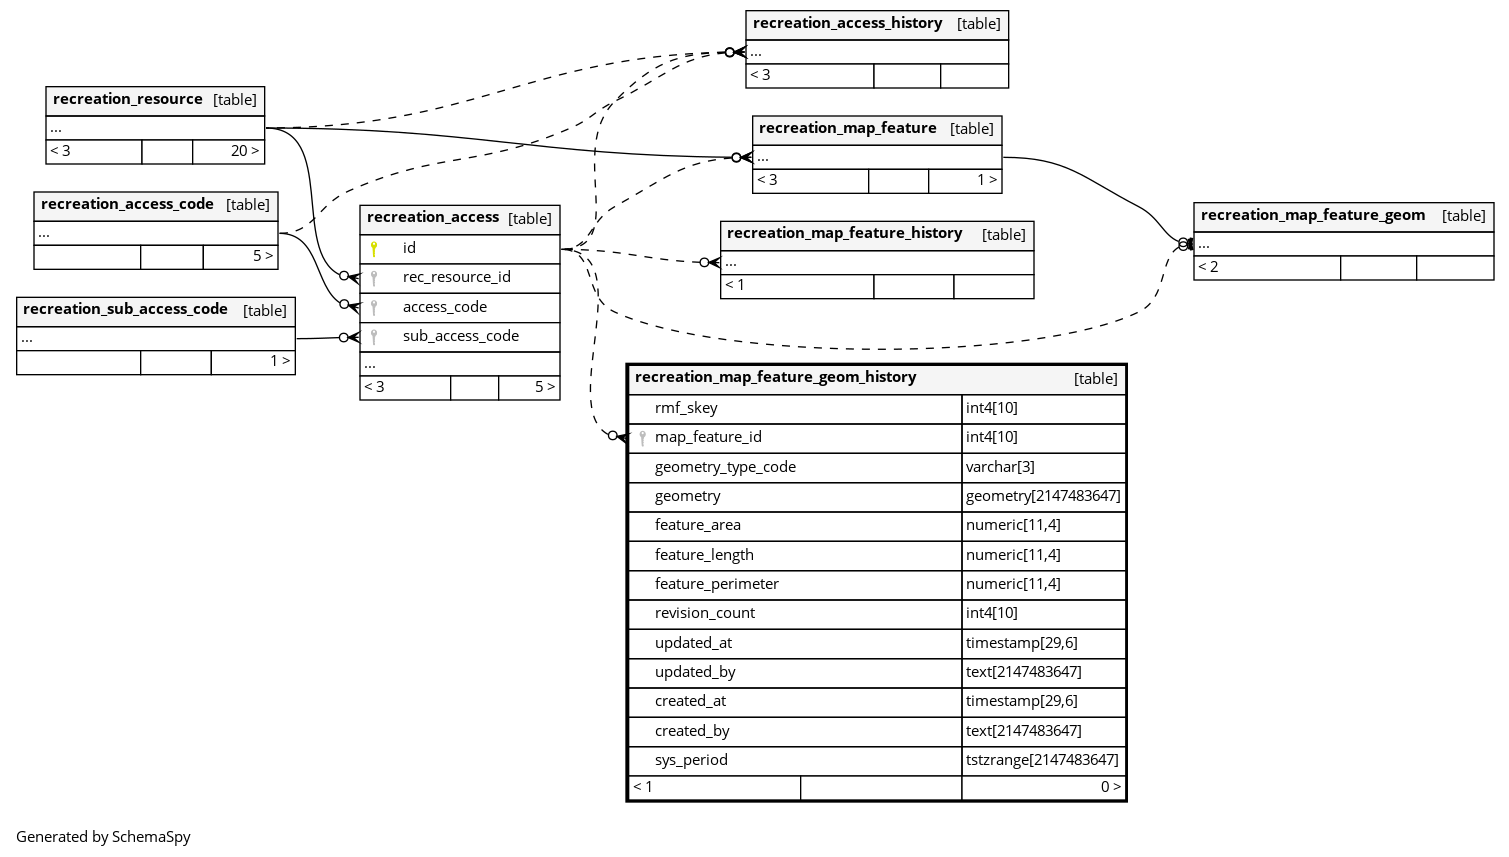 recreation_access_history [table]
...
< 3
recreation_resource [table]
...
< 3 20 >
recreation_map_feature [table]
...
< 3 1 >
recreation_access_code [table]
...
5 >
recreation_access [table]
id
rec_resource_id
access_code
sub_access_code
...
< 3 5 >
recreation_map_feature_history [table]
...
< 1
recreation_map_feature_geom [table]
...
< 2
recreation_sub_access_code [table]
...
1 >
recreation_map_feature_geom_history [table]
rmf_skey int4[10]
map_feature_id int4[10]
geometry_type_code varchar[3]
geometry geometry[2147483647]
feature_area numeric[11,4]
feature_length numeric[11,4]
feature_perimeter numeric[11,4]
revision_count int4[10]
updated_at timestamp[29,6]
updated_by text[2147483647]
created_at timestamp[29,6]
created_by text[2147483647]
sys_period tstzrange[2147483647]
< 1 0 >
Generated by SchemaSpy